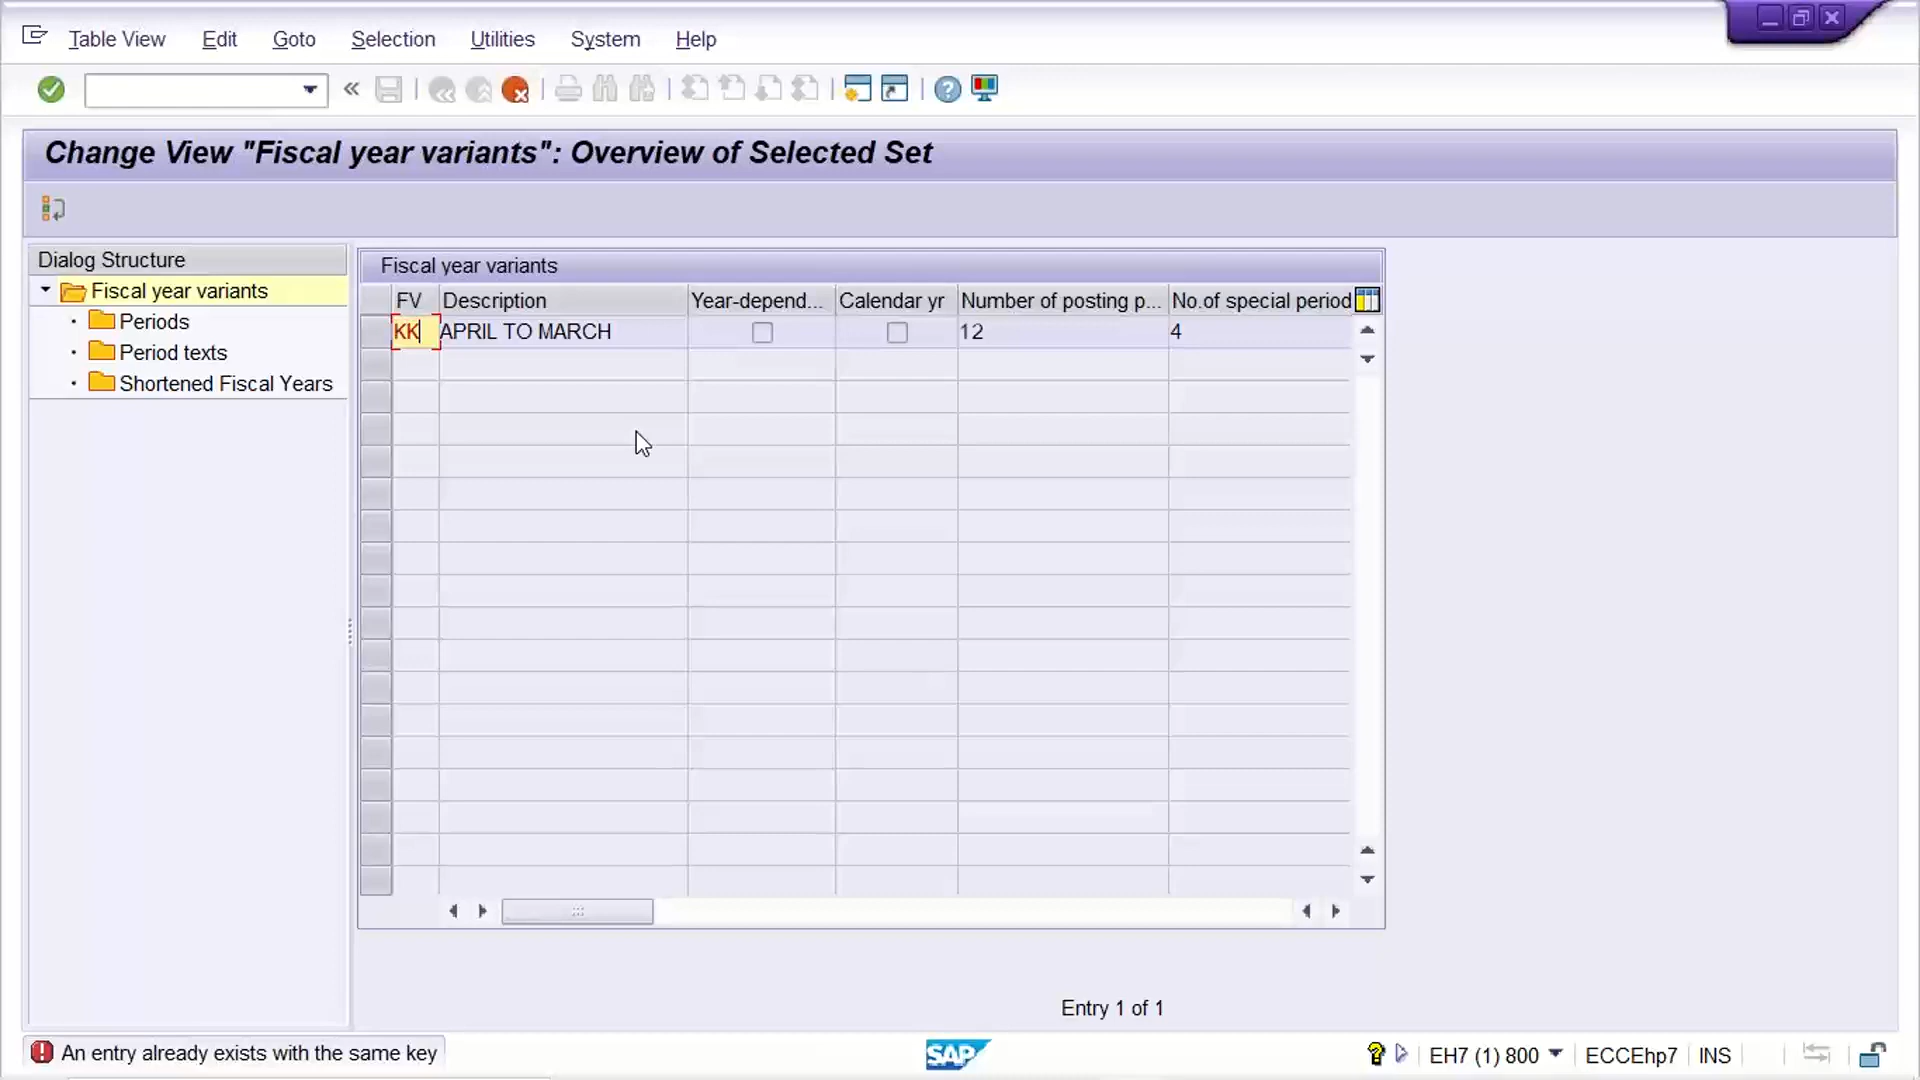 Table View Edit Goto Selection Utilities System Help
Change View "Fiscal year variants": Overview of Selected Set
Dialog Structure
Fiscal year variants
Periods
Period texts
Shortened Fiscal Years
Fiscal year variants
FV Description Year-depend... Calendar yr Number of posting p... No.of special period
KK APRIL TO MARCH 12 4
Entry 1 of 1
An entry already exists with the same key
SAP
EH7 (1) 800 ECCEhp7 INS